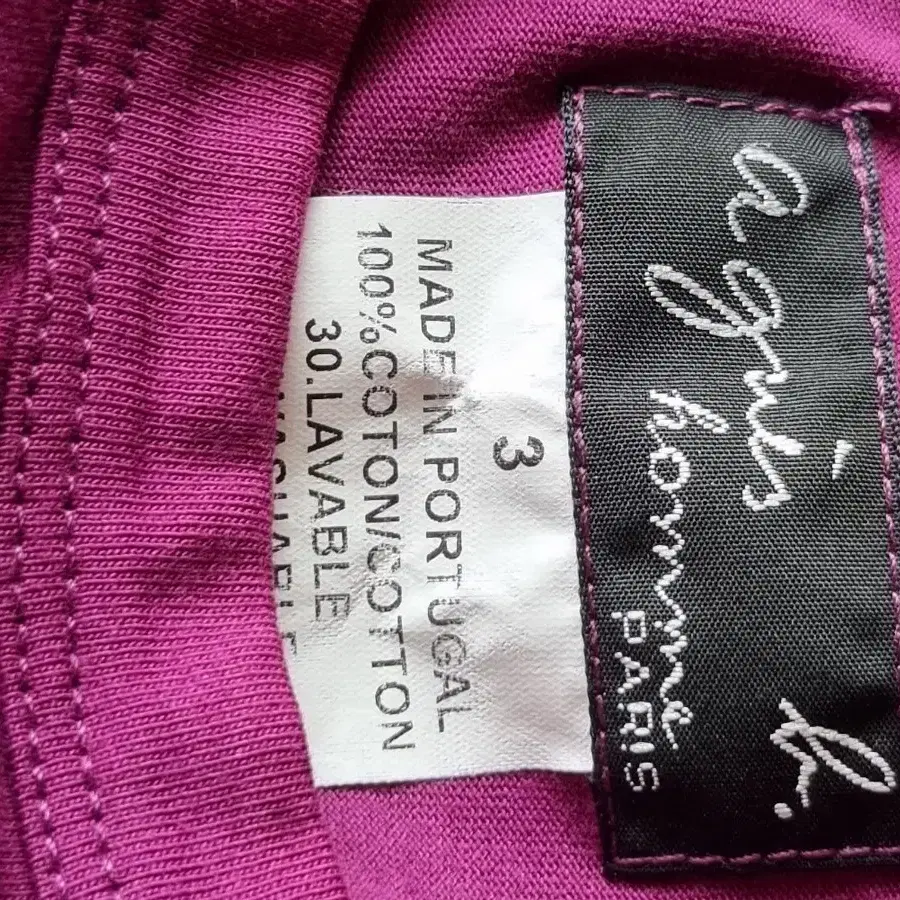 agnès b.
homme
PARIS
3
MADE IN PORTUGAL
100%COTON/COTTON
30.LAVABLE